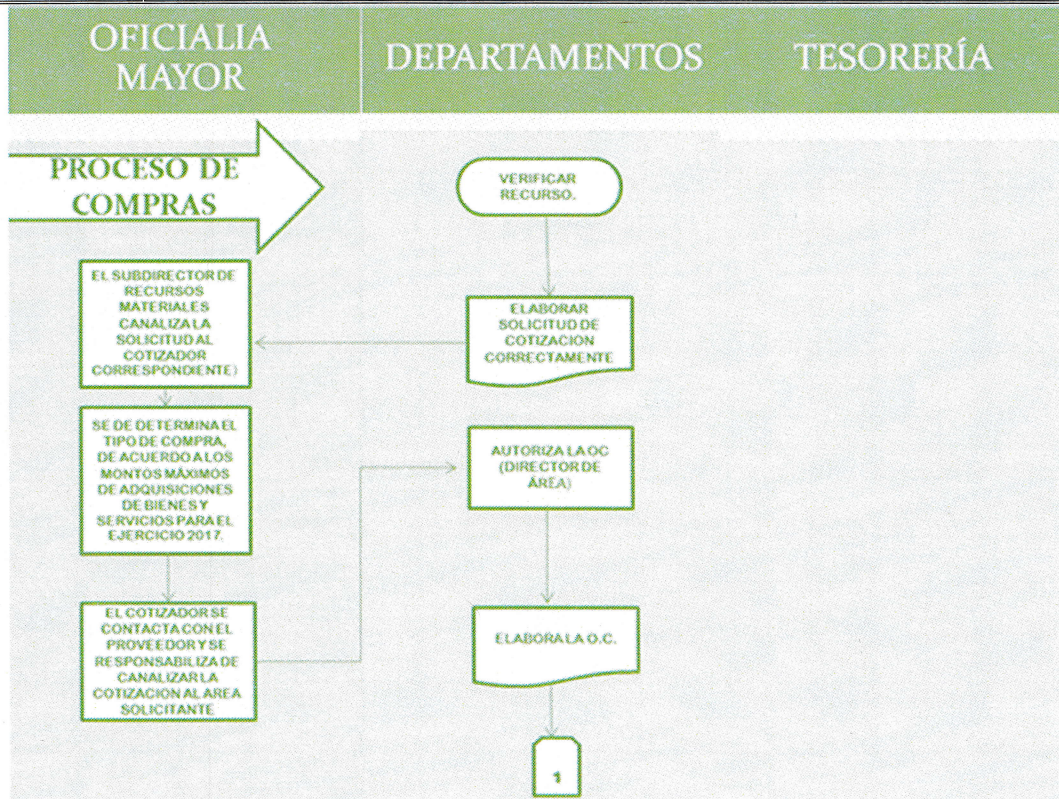 OFICIALIA
MAYOR
DEPARTAMENTOS
TESORERÍA
PROCESO DE
COMPRAS
VERIFICAR
RECURSO.
EL SUBDIRECTOR DE
RECURSOS
MATERIALES
CANALIZA LA
SOLICITUD AL
COTIZADOR
CORRESPONDIENTE)
ELABORAR
SOLICITUD DE
COTIZACION
CORRECTAMENTE
SE DE DETERMINA EL
TIPO DE COMPRA,
DE ACUERDO A LOS
MONTOS MÁXIMOS
DE ADQUISICIONES
DE BIENES Y
SERVICIOS PARA EL
EJERCICIO 2017.
AUTORIZA LA OC
(DIRECTOR DE
ÁREA)
EL COTIZADOR SE
CONTACTA CON EL
PROVEEDOR Y SE
RESPONSABILIZA DE
CANALIZAR LA
COTIZACION AL AREA
SOLICITANTE
ELABORA LA O.C.
1